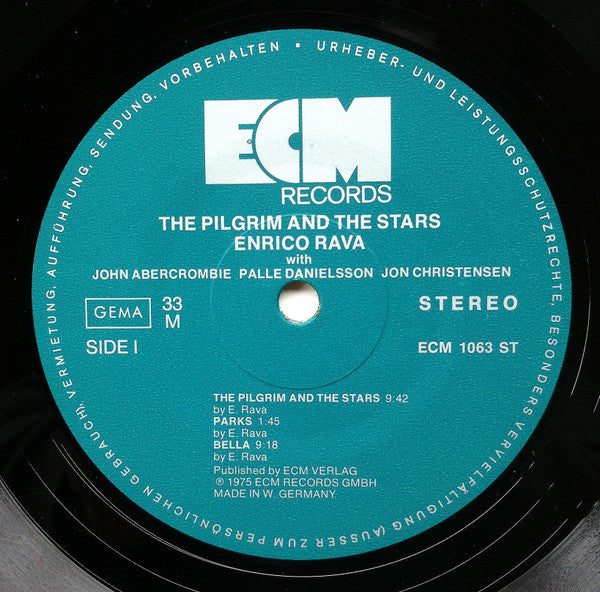 URHEBER- UND LEISTUNGSSCHUTZRECHTE, BESONDERS VERVIELFÄLTIGUNG (AUSSER ZUM PERSÖNLICHEN GEBRAUCH), VERMIETUNG, AUFFÜHRUNG, SENDUNG, VORBEHALTEN •
ECM
RECORDS
THE PILGRIM AND THE STARS
ENRICO RAVA
with
JOHN ABERCROMBIE PALLE DANIELSSON JON CHRISTENSEN
GEMA 33 STEREO
M
SIDE I ECM 1063 ST
THE PILGRIM AND THE STARS 9:42
by E. Rava
PARKS 1:45
by E. Rava
BELLA 9:18
by E. Rava
Published by ECM VERLAG
℗ 1975 ECM RECORDS GMBH
MADE IN W. GERMANY